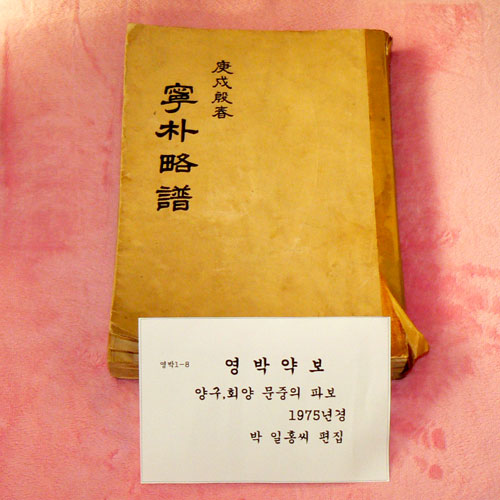 庚戌殷春
寧朴略譜
영박1-8
영 박 약 보
양구,회양 문중의 파보
1975년경
박 일홍씨 편집